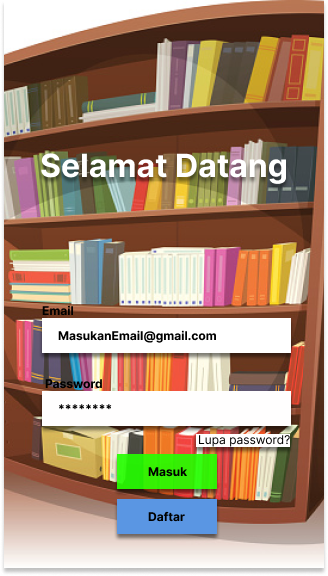 Selamat Datang
Email
MasukanEmail@gmail.com
Password
********
Lupa password?
Masuk
Daftar